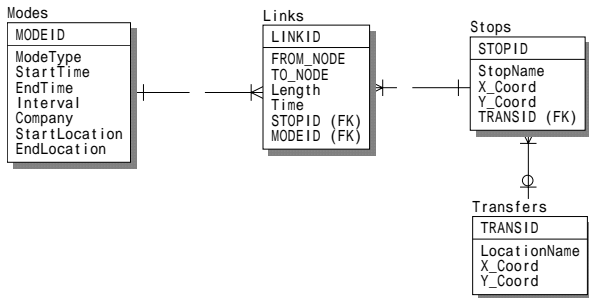 Modes
MODEID
ModeType
StartTime
EndTime
Interval
Company
StartLocation
EndLocation
Links
LINKID
FROM_NODE
TO_NODE
Length
Time
STOPID (FK)
MODEID (FK)
Stops
STOPID
StopName
X_Coord
Y_Coord
TRANSID (FK)
Transfers
TRANSID
LocationName
X_Coord
Y_Coord